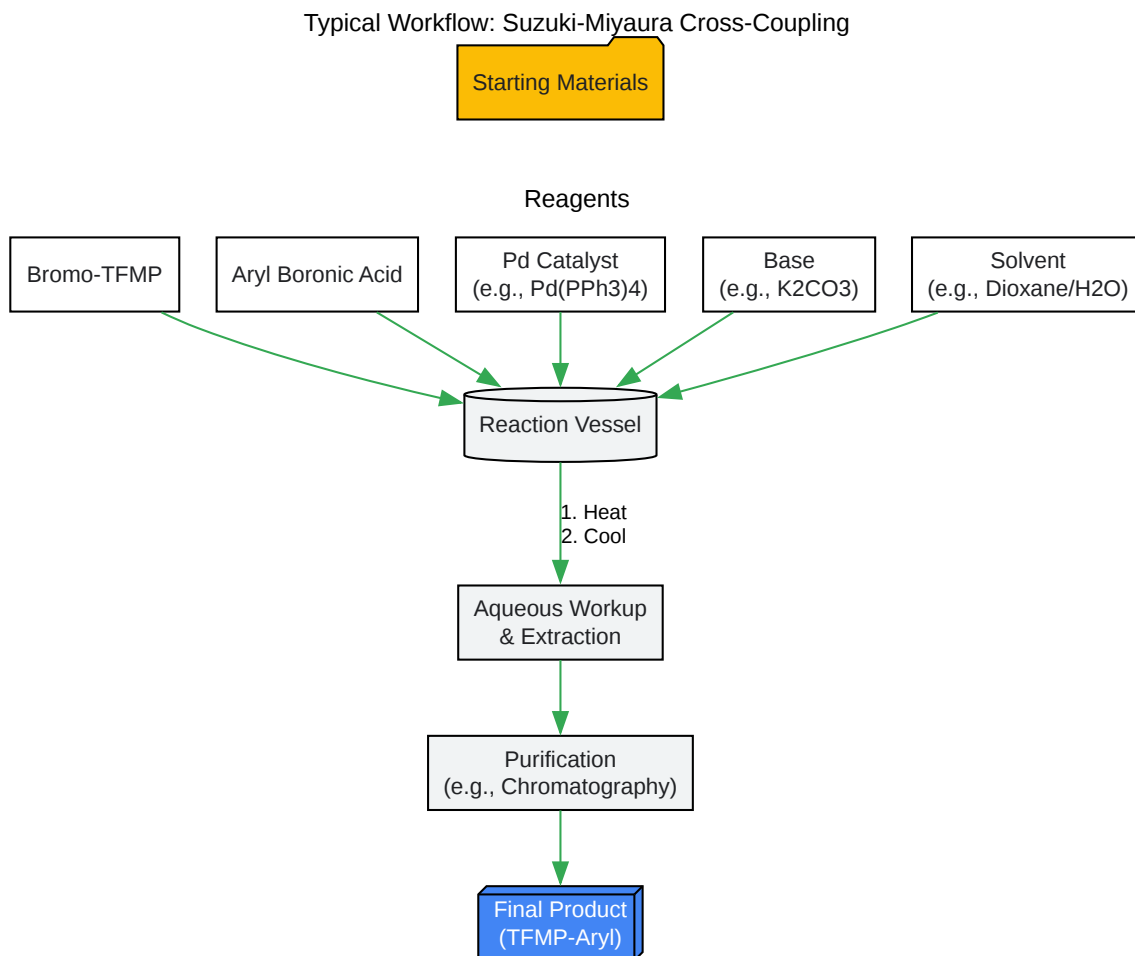 Typical Workflow: Suzuki-Miyaura Cross-Coupling
Starting Materials
Reagents
Bromo-TFMP
Aryl Boronic Acid
Pd Catalyst
(e.g., Pd(PPh3)4)
Base
(e.g., K2CO3)
Solvent
(e.g., Dioxane/H2O)
Reaction Vessel
1. Heat
2. Cool
Aqueous Workup
& Extraction
Purification
(e.g., Chromatography)
Final Product
(TFMP-Aryl)